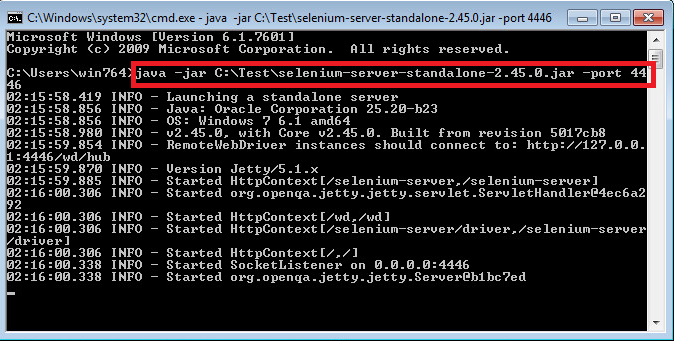 C:\Windows\system32\cmd.exe - java -jar C:\Test\selenium-server-standalone-2.45.0.jar -port 4446
Microsoft Windows [Version 6.1.7601]
Copyright (c) 2009 Microsoft Corporation.  All rights reserved.
C:\Users\win764>java -jar C:\Test\selenium-server-standalone-2.45.0.jar -port 44
46
02:15:58.419 INFO - Launching a standalone server
02:15:58.856 INFO - Java: Oracle Corporation 25.20-b23
02:15:58.856 INFO - OS: Windows 7 6.1 amd64
02:15:58.980 INFO - v2.45.0, with Core v2.45.0. Built from revision 5017cb8
02:15:59.854 INFO - RemoteWebDriver instances should connect to: http://127.0.0.
1:4446/wd/hub
02:15:59.870 INFO - Version Jetty/5.1.x
02:15:59.885 INFO - Started HttpContext[/selenium-server,/selenium-server]
02:16:00.306 INFO - Started org.openqa.jetty.jetty.servlet.ServletHandler@4ec6a2
92
02:16:00.306 INFO - Started HttpContext[/wd,/wd]
02:16:00.306 INFO - Started HttpContext[/selenium-server/driver,/selenium-server
/driver]
02:16:00.306 INFO - Started HttpContext[/,/]
02:16:00.338 INFO - Started SocketListener on 0.0.0.0:4446
02:16:00.338 INFO - Started org.openqa.jetty.jetty.Server@b1bc7ed